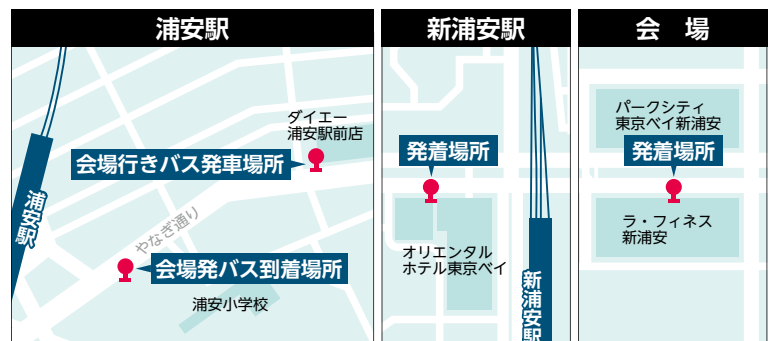 浦安駅
ダイエー
浦安駅前店
会場行きバス発車場所
浦安駅
やなぎ通り
会場発バス到着場所
浦安小学校
新浦安駅
発着場所
オリエンタル
ホテル東京ベイ
新浦安駅
会　場
パークシティ
東京ベイ新浦安
発着場所
ラ・フィネス
新浦安